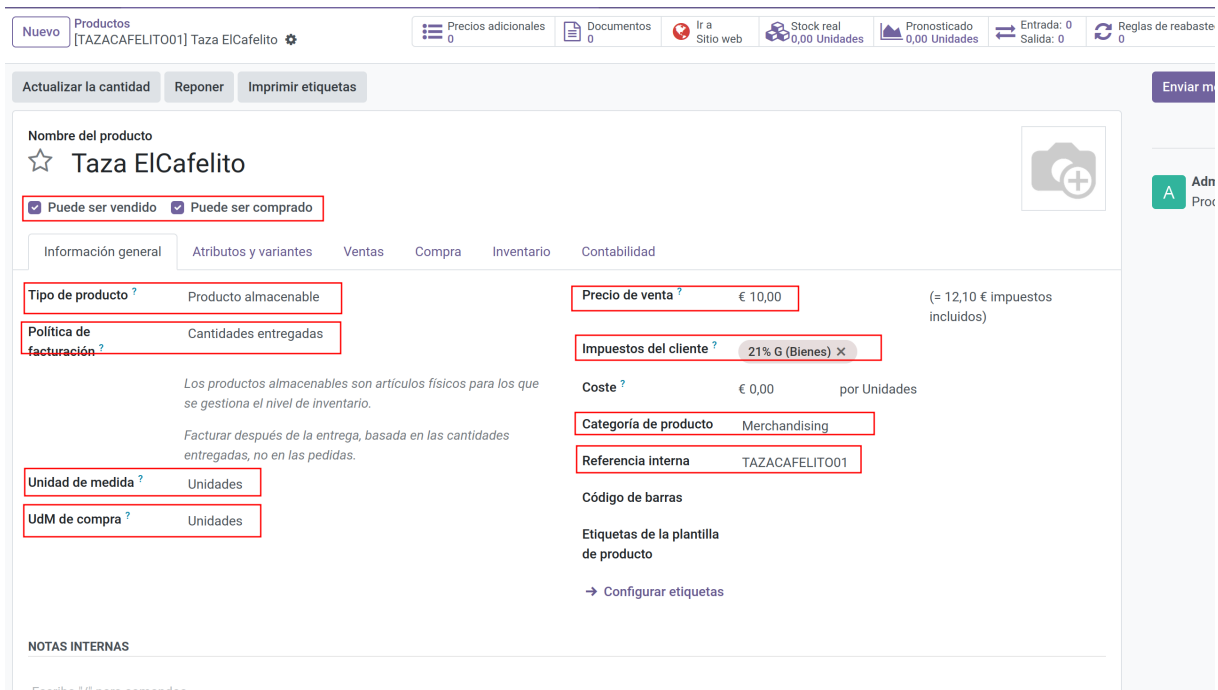 Nuevo
Productos
[TAZACAFELITO01] Taza ElCafelito
Precios adicionales
0
Documentos
0
Ir a
Sitio web
Stock real
0,00 Unidades
Pronosticado
0,00 Unidades
Entrada: 0
Salida: 0
Reglas de reabaste
0
Actualizar la cantidad
Reponer
Imprimir etiquetas
Enviar m
Nombre del producto
Taza ElCafelito
A
Adm
Proc
Puede ser vendido
Puede ser comprado
Información general
Atributos y variantes
Ventas
Compra
Inventario
Contabilidad
Tipo de producto ?
Producto almacenable
Política de
facturación ?
Cantidades entregadas
Los productos almacenables son artículos físicos para los que
se gestiona el nivel de inventario.
Facturar después de la entrega, basada en las cantidades
entregadas, no en las pedidas.
Unidad de medida ?
Unidades
UdM de compra ?
Unidades
Precio de venta ?
€ 10,00
(= 12,10 € impuestos
incluidos)
Impuestos del cliente ?
21% G (Bienes) ×
Coste ?
€ 0,00
por Unidades
Categoría de producto
Merchandising
Referencia interna
TAZACAFELITO01
Código de barras
Etiquetas de la plantilla
de producto
→ Configurar etiquetas
NOTAS INTERNAS